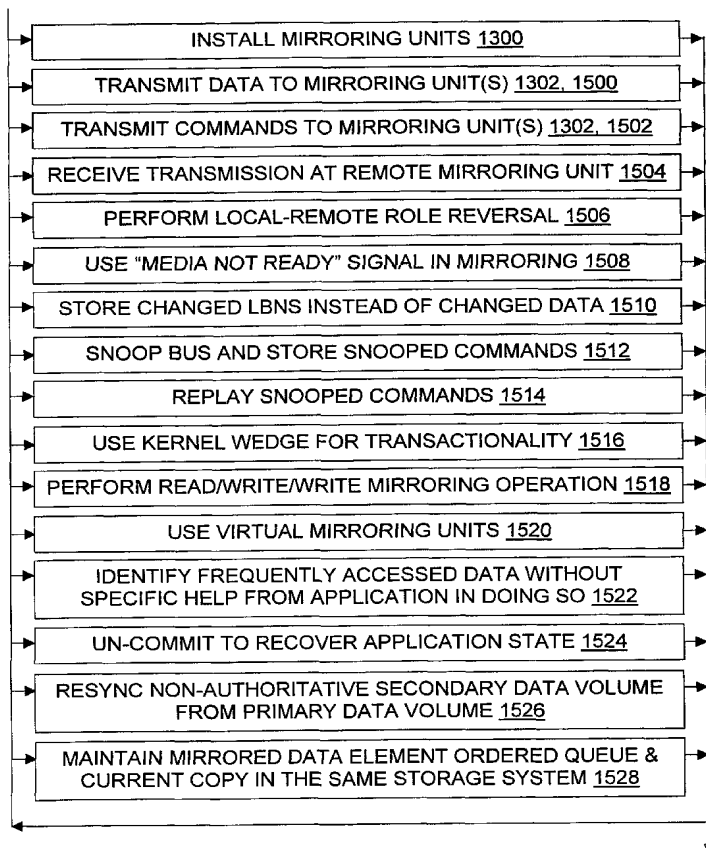 INSTALL MIRRORING UNITS 1300
TRANSMIT DATA TO MIRRORING UNIT(S) 1302, 1500
TRANSMIT COMMANDS TO MIRRORING UNIT(S) 1302, 1502
RECEIVE TRANSMISSION AT REMOTE MIRRORING UNIT 1504
PERFORM LOCAL-REMOTE ROLE REVERSAL 1506
USE “MEDIA NOT READY” SIGNAL IN MIRRORING 1508
STORE CHANGED LBNS INSTEAD OF CHANGED DATA 1510
SNOOP BUS AND STORE SNOOPED COMMANDS 1512
REPLAY SNOOPED COMMANDS 1514
USE KERNEL WEDGE FOR TRANSACTIONALITY 1516
PERFORM READ/WRITE/WRITE MIRRORING OPERATION 1518
USE VIRTUAL MIRRORING UNITS 1520
IDENTIFY FREQUENTLY ACCESSED DATA WITHOUT
SPECIFIC HELP FROM APPLICATION IN DOING SO 1522
UN-COMMIT TO RECOVER APPLICATION STATE 1524
RESYNC NON-AUTHORITATIVE SECONDARY DATA VOLUME
FROM PRIMARY DATA VOLUME 1526
MAINTAIN MIRRORED DATA ELEMENT ORDERED QUEUE &
CURRENT COPY IN THE SAME STORAGE SYSTEM 1528